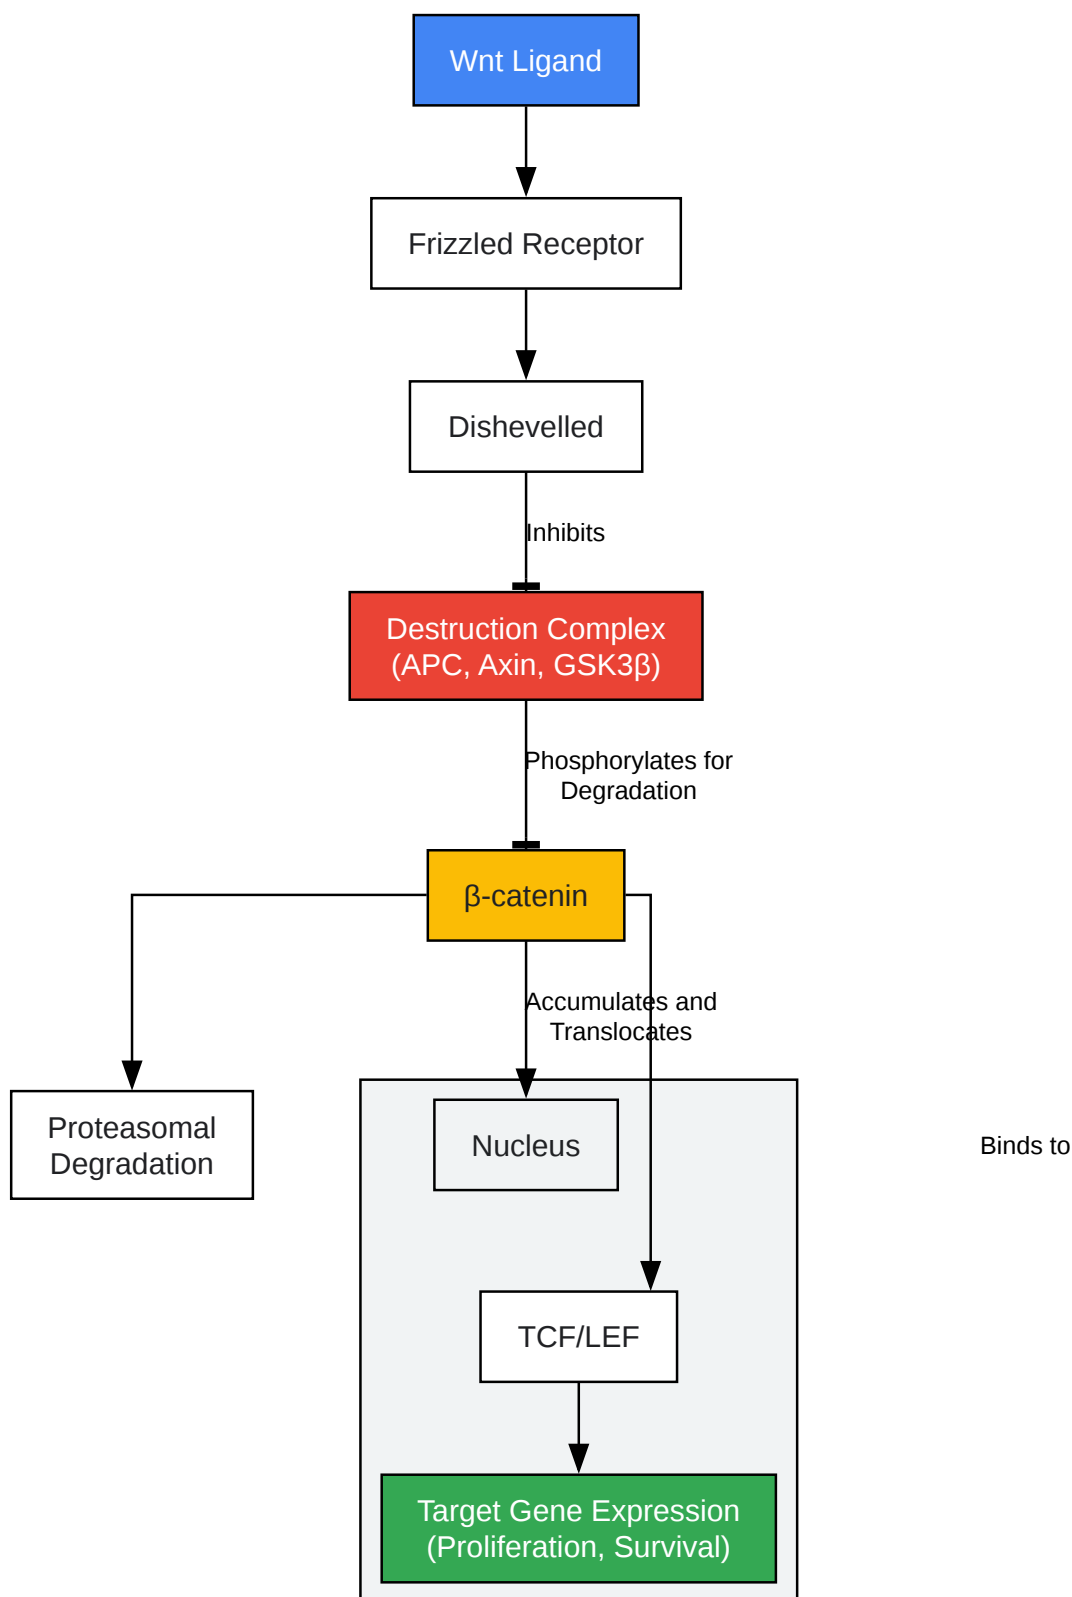 Wnt Ligand
Frizzled Receptor
Dishevelled
Inhibits
Destruction Complex
(APC, Axin, GSK3β)
Phosphorylates for
Degradation
β-catenin
Accumulates and
Translocates
Proteasomal
Degradation
Nucleus
Binds to
TCF/LEF
Target Gene Expression
(Proliferation, Survival)